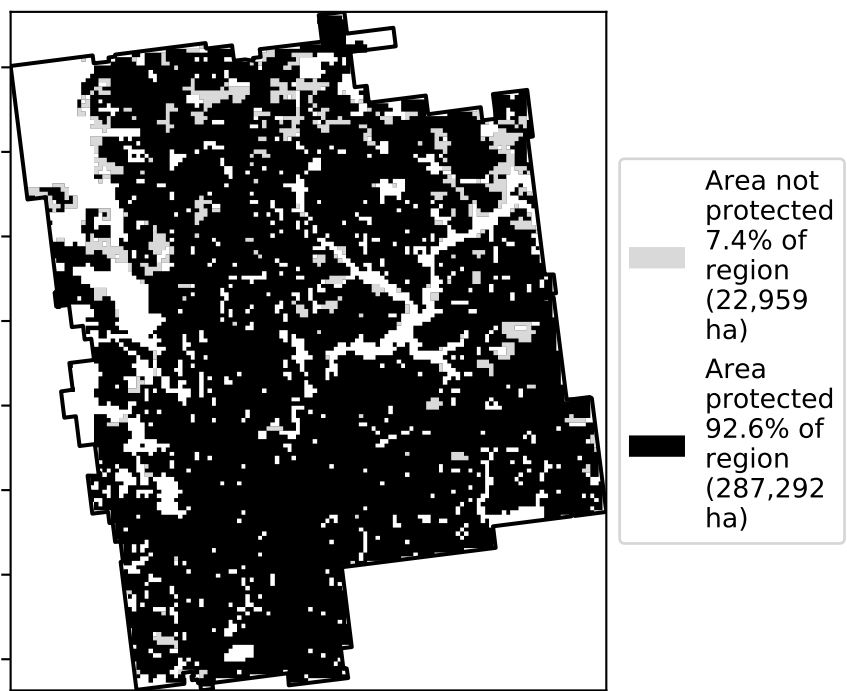 Area not
protected
7.4% of
region
(22,959
ha)
Area
protected
92.6% of
region
(287,292
ha)